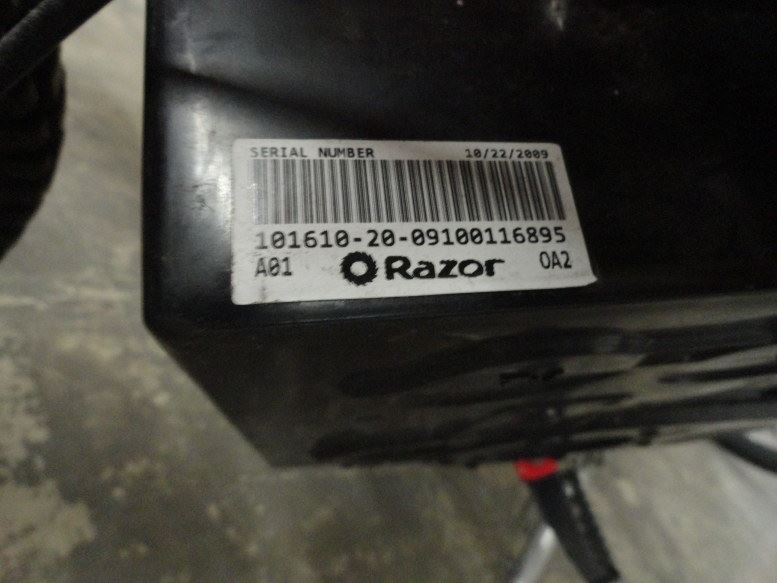 SERIAL NUMBER 10/22/2009
101610-20-09100116895
A01 Razor OA2